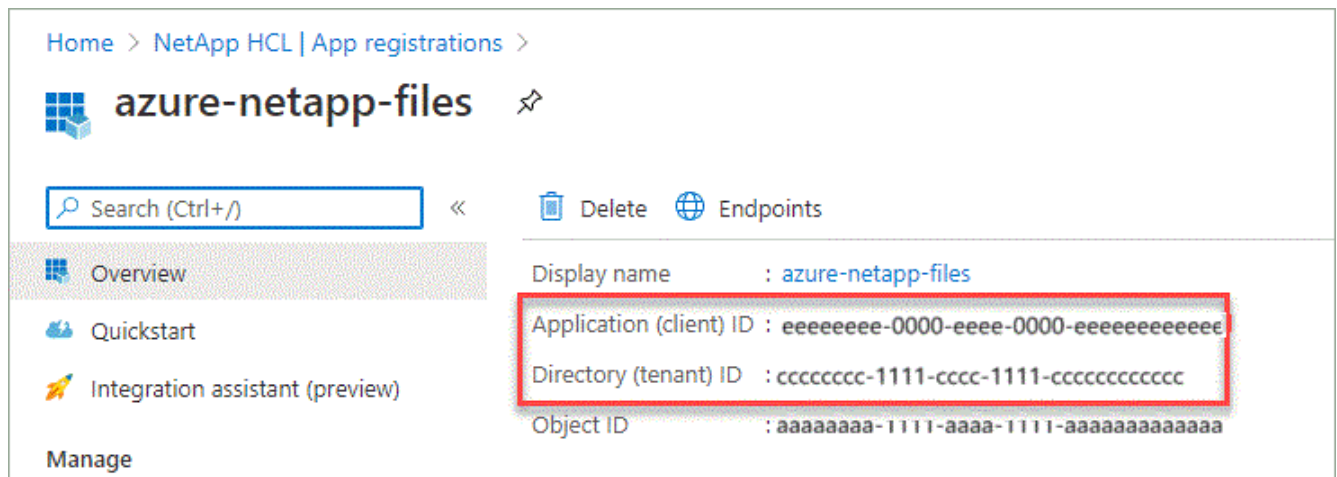 Home > NetApp HCL | App registrations >
azure-netapp-files
Search (Ctrl+/)
«
Delete
Endpoints
Overview
Quickstart
Integration assistant (preview)
Manage
Display name : azure-netapp-files
Application (client) ID : eeeeeeee-0000-eeee-0000-eeeeeeeeeeee
Directory (tenant) ID : cccccccc-1111-cccc-1111-cccccccccccc
Object ID : aaaaaaaa-1111-aaaa-1111-aaaaaaaaaaaaa